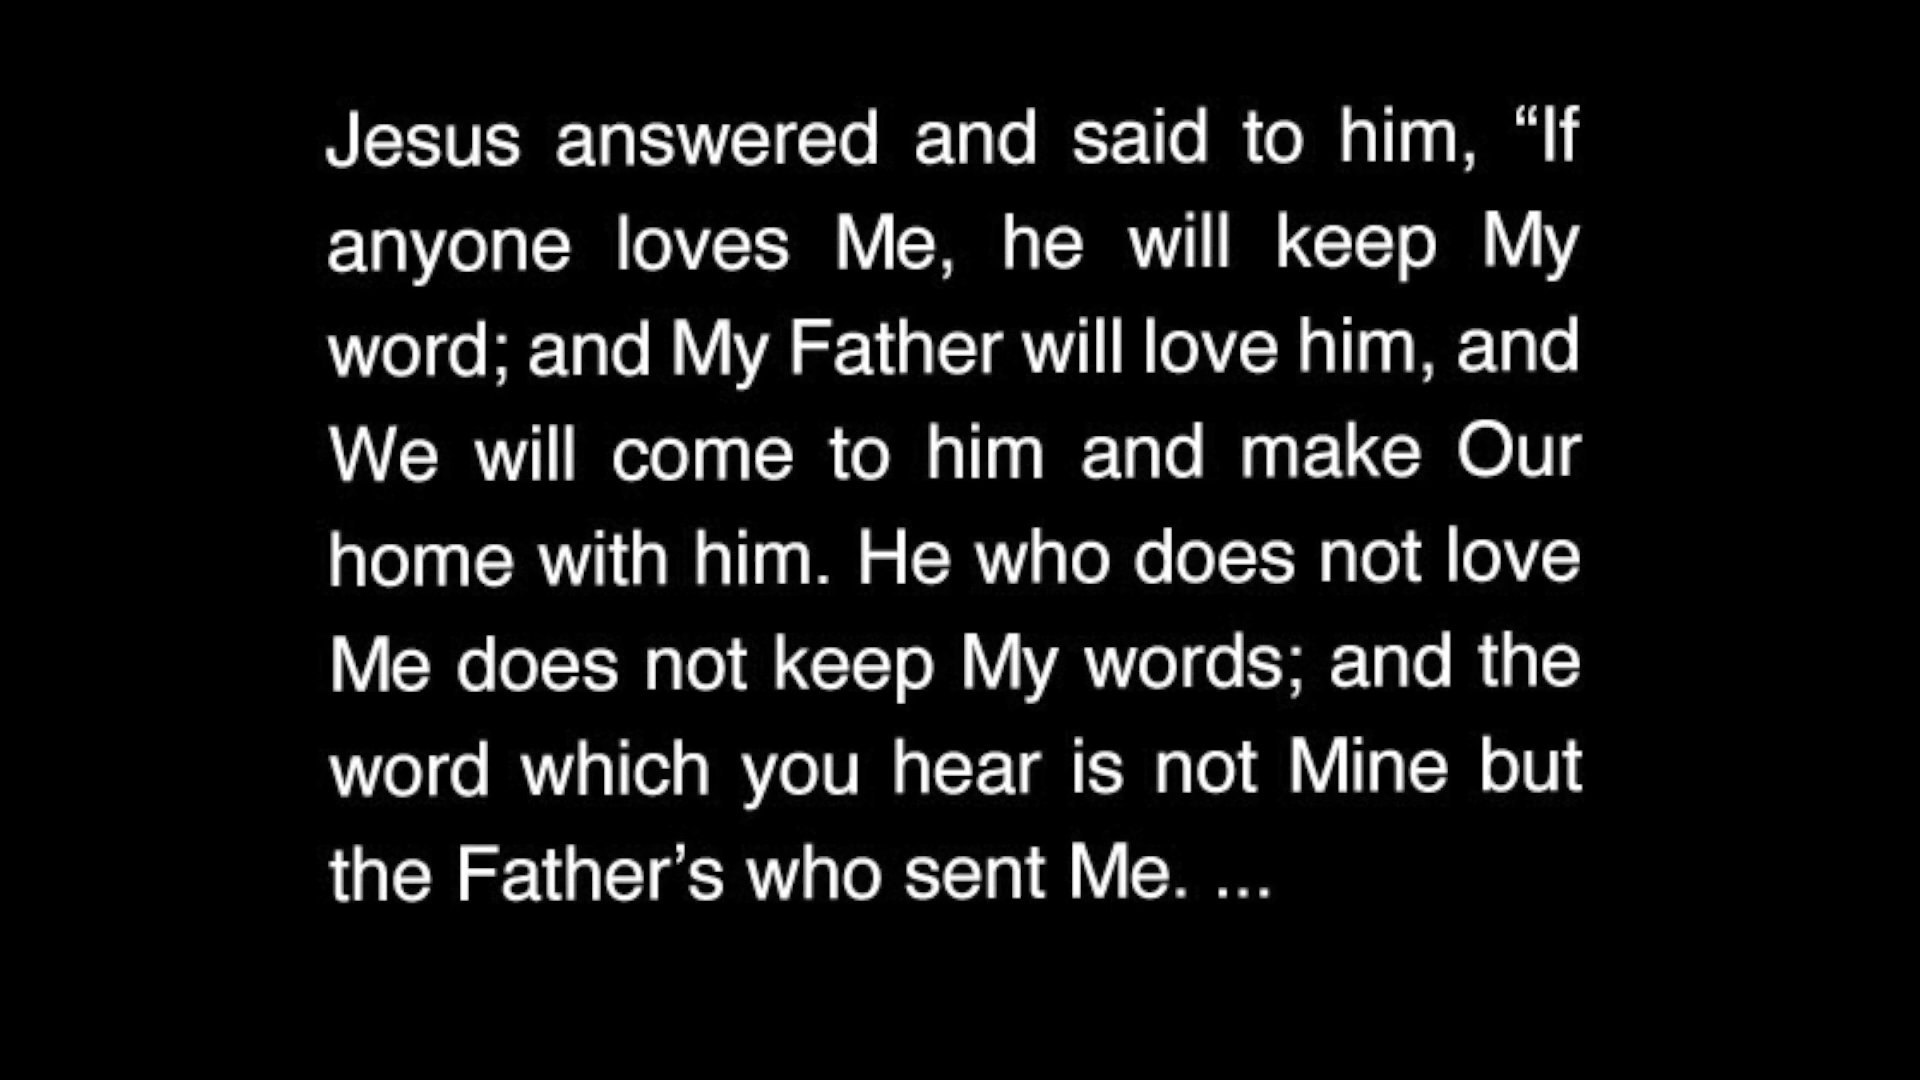 Jesus answered and said to him, “If
anyone loves Me, he will keep My
word; and My Father will love him, and
We will come to him and make Our
home with him. He who does not love
Me does not keep My words; and the
word which you hear is not Mine but
the Father’s who sent Me. ...